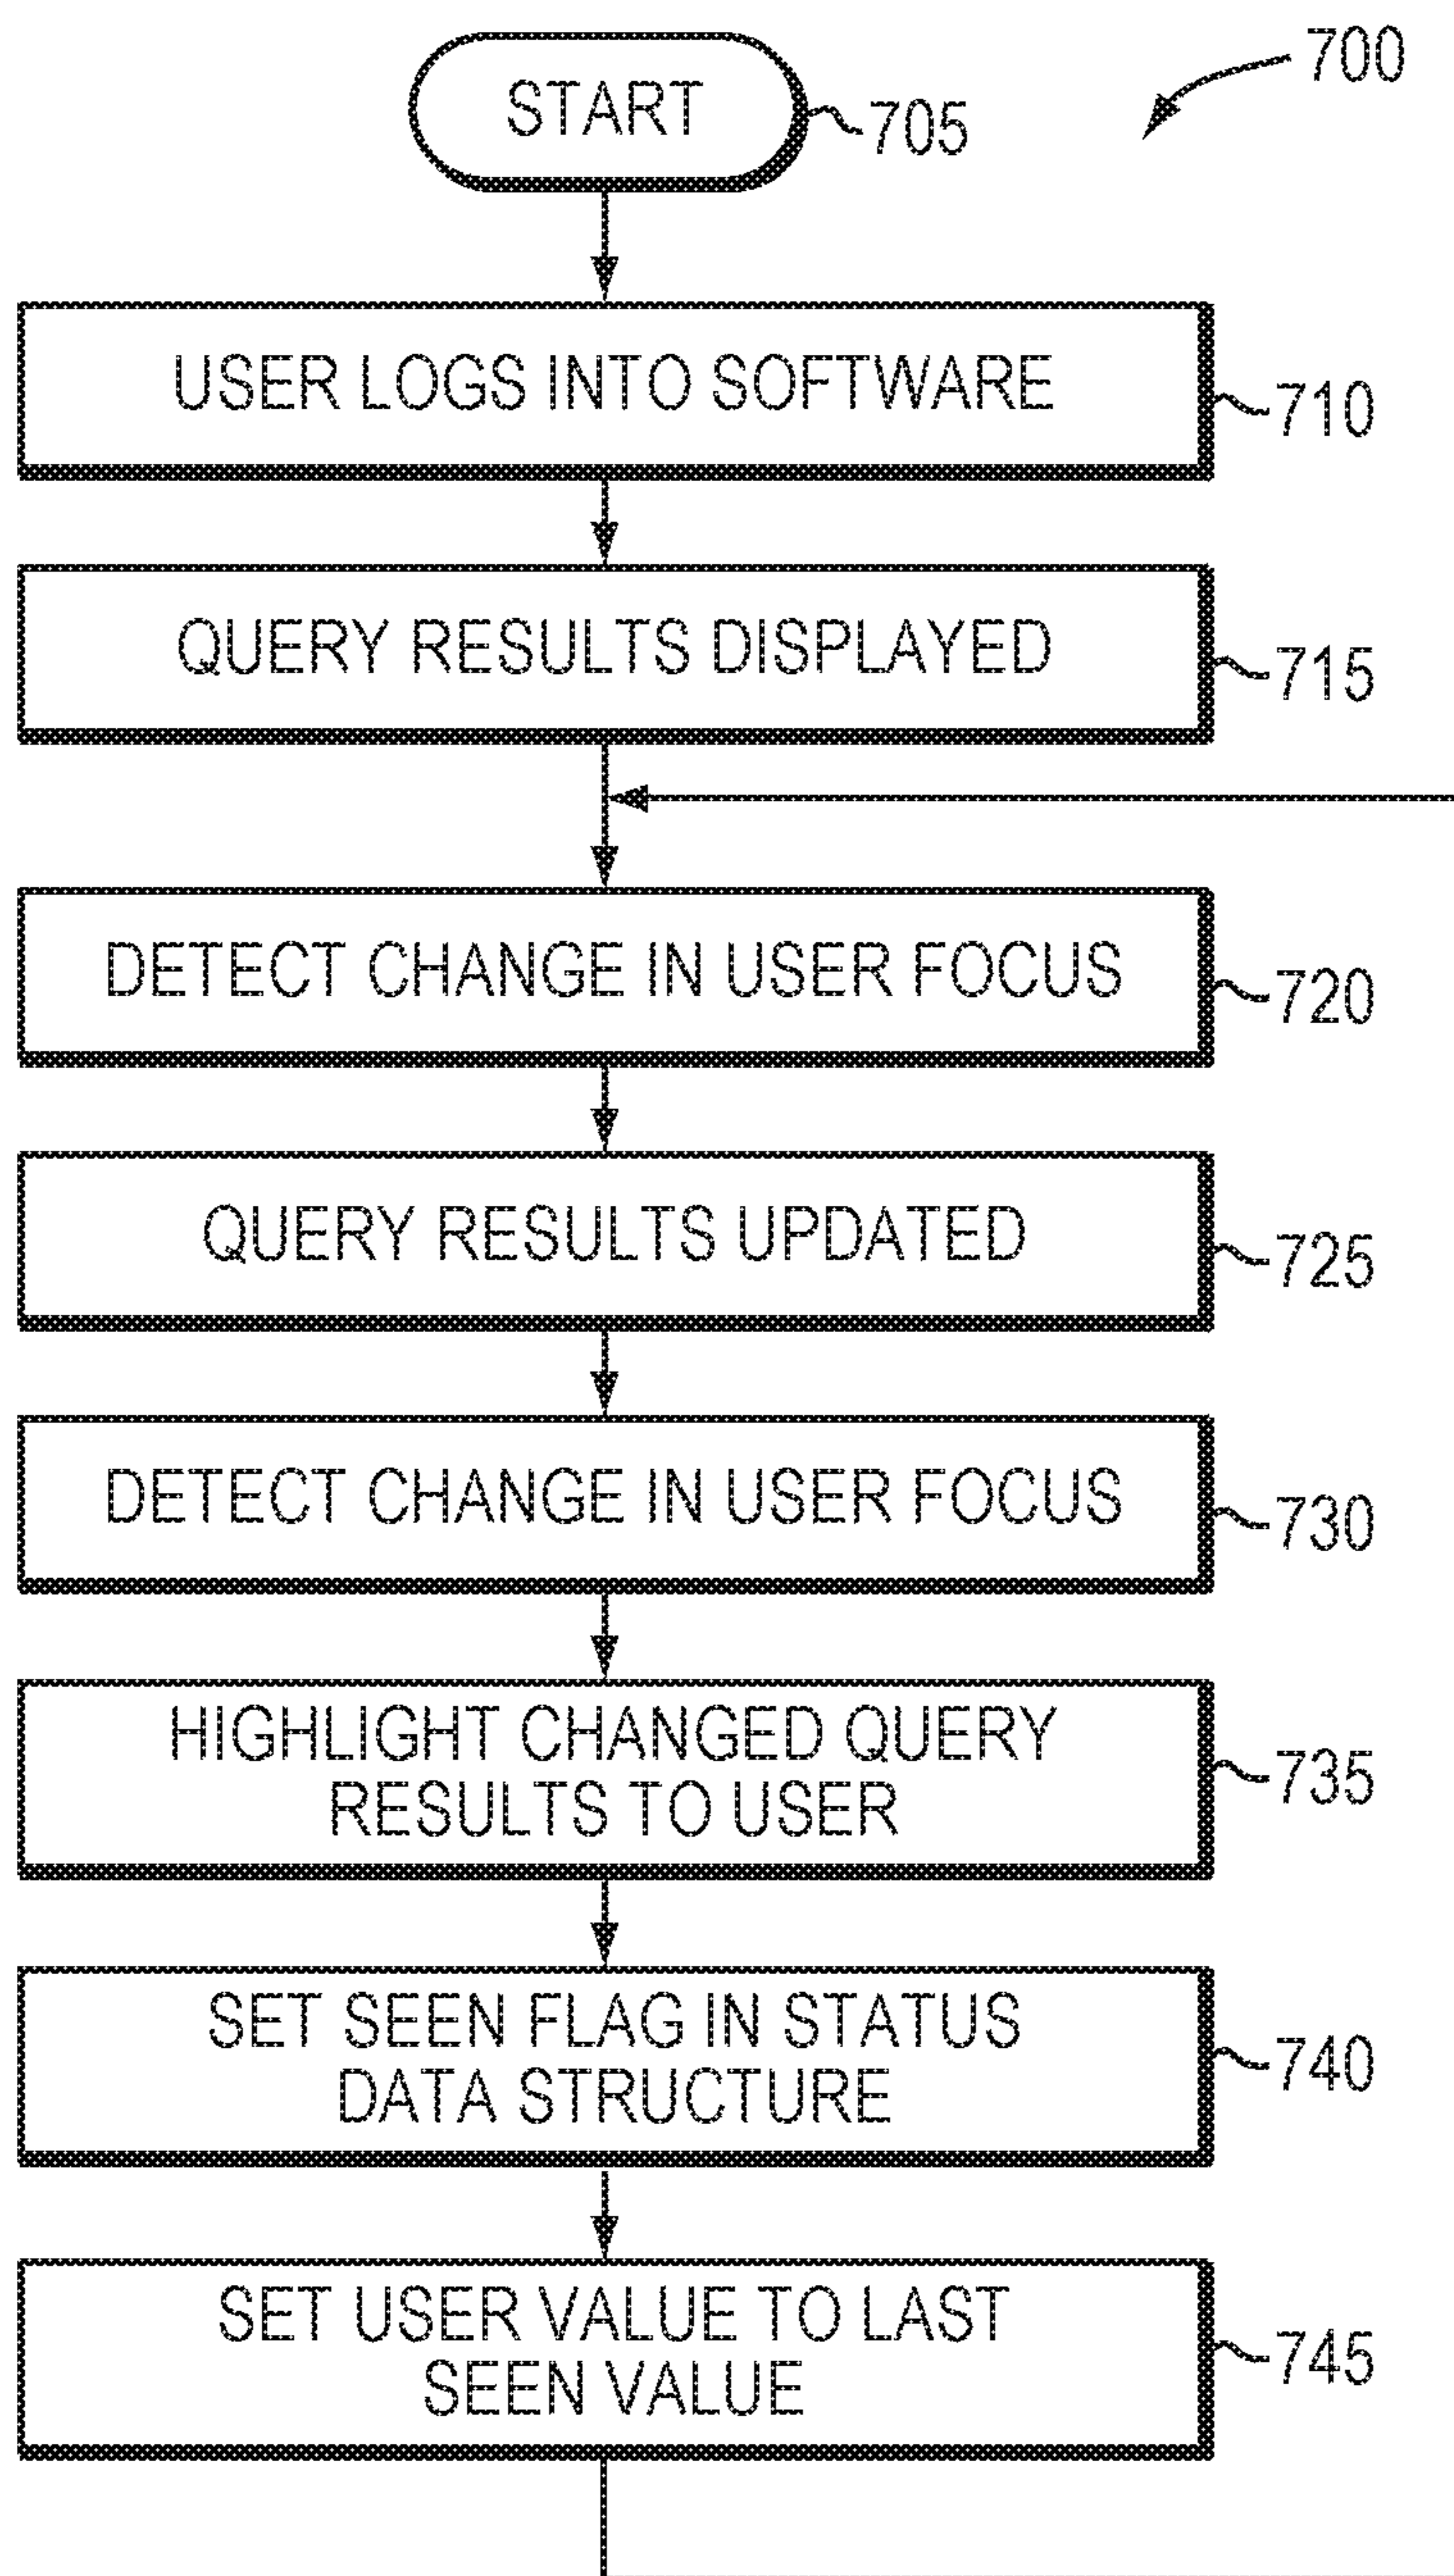 700
START
705
USER LOGS INTO SOFTWARE
710
QUERY RESULTS DISPLAYED
715
DETECT CHANGE IN USER FOCUS
720
QUERY RESULTS UPDATED
725
DETECT CHANGE IN USER FOCUS
730
HIGHLIGHT CHANGED QUERY
RESULTS TO USER
735
SET SEEN FLAG IN STATUS
DATA STRUCTURE
740
SET USER VALUE TO LAST
SEEN VALUE
745